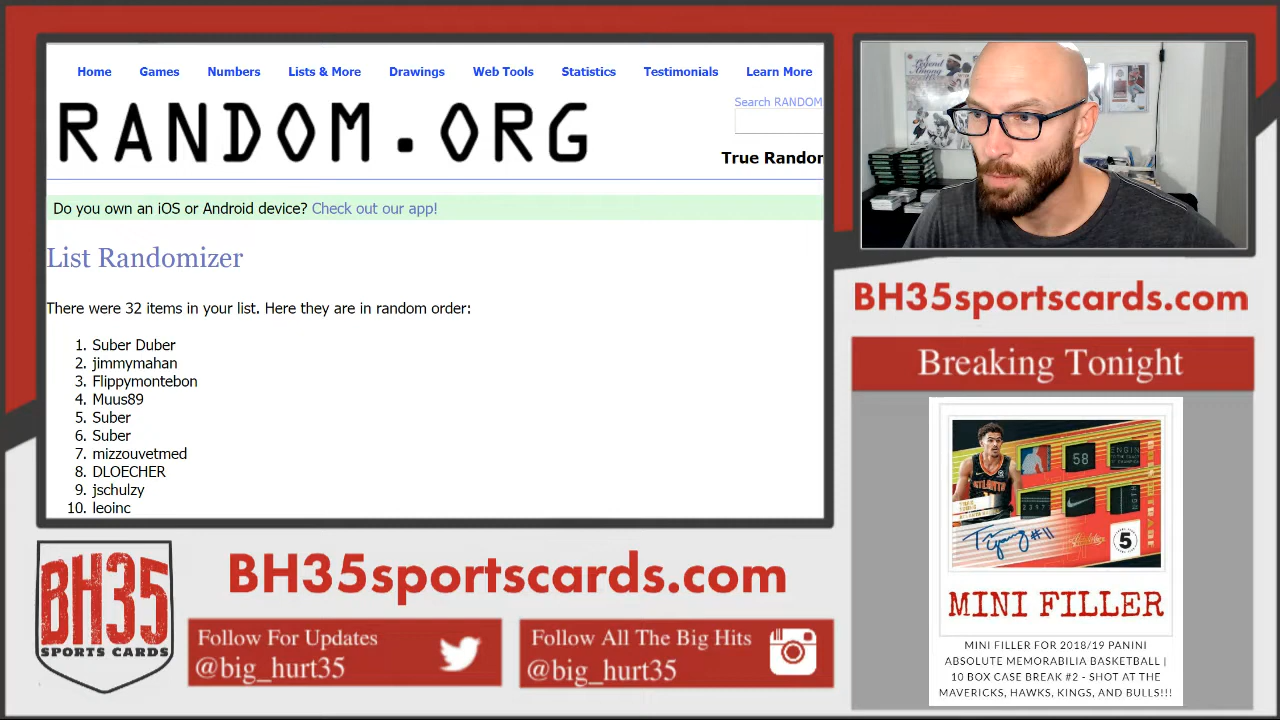 Home Games Numbers Lists & More Drawings Web Tools Statistics Testimonials Learn More
RANDOM.ORG
Search RANDOM
True Random
Do you own an iOS or Android device? Check out our app!
List Randomizer
There were 32 items in your list. Here they are in random order:
1. Suber Duber
2. jimmymahan
3. Flippymontebon
4. Muus89
5. Suber
6. Suber
7. mizzouvetmed
8. DLOECHER
9. jschulzy
10. leoinc
BH35sportscards.com
Breaking Tonight
58
ENGIN
ATLANTA
5
MINI FILLER
MINI FILLER FOR 2018/19 PANINI
ABSOLUTE MEMORABILIA BASKETBALL |
10 BOX CASE BREAK #2 - SHOT AT THE
MAVERICKS, HAWKS, KINGS, AND BULLS!!!
BH35
SPORTS CARDS
BH35sportscards.com
Follow For Updates
@big_hurt35
Follow All The Big Hits
@big_hurt35